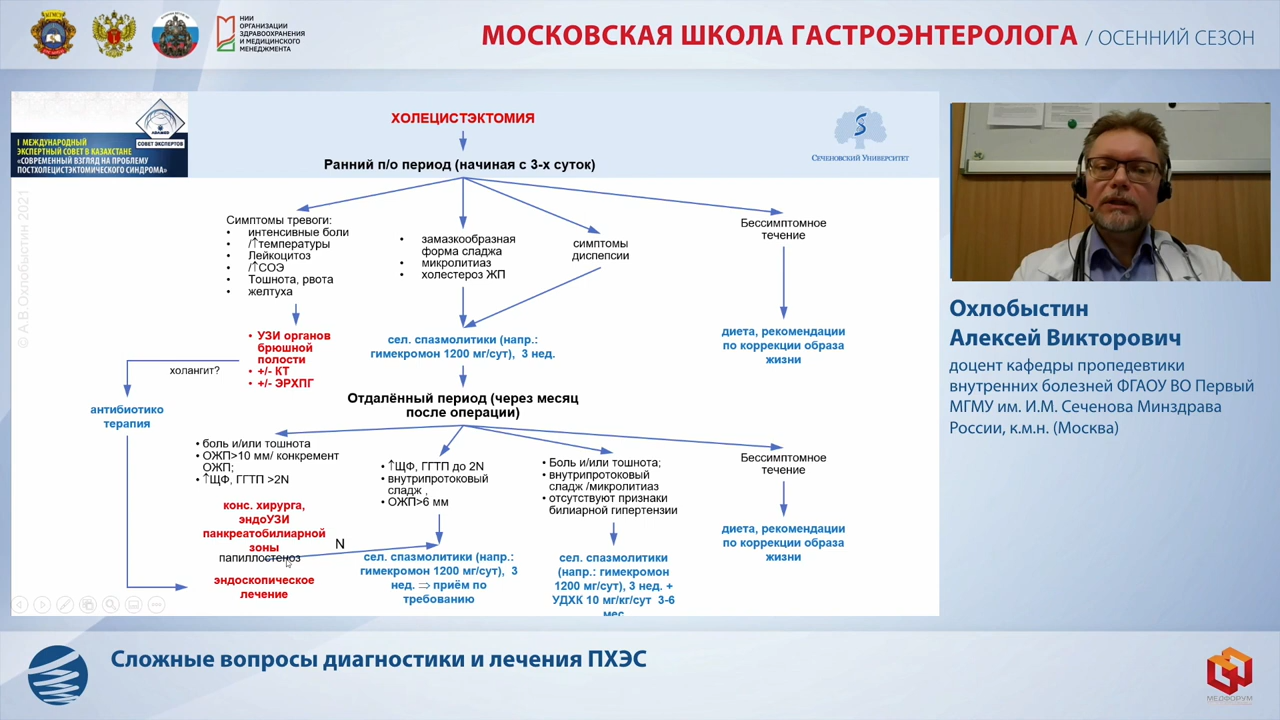 НИИ
ОРГАНИЗАЦИИ
ЗДРАВООХРАНЕНИЯ
И МЕДИЦИНСКОГО
МЕНЕДЖМЕНТА
МОСКОВСКАЯ ШКОЛА ГАСТРОЭНТЕРОЛОГА / ОСЕННИЙ СЕЗОН
СОВЕТ ЭКСПЕРТОВ
I МЕЖДУНАРОДНЫЙ
ЭКСПЕРТНЫЙ СОВЕТ В КАЗАХСТАНЕ
«СОВРЕМЕННЫЙ ВЗГЛЯД НА ПРОБЛЕМУ
ПОСТХОЛЕЦИСТЭКТОМИЧЕСКОГО СИНДРОМА»
ХОЛЕЦИСТЭКТОМИЯ
Ранний п/о период (начиная с 3-х суток)
СЕЧЕНОВСКИЙ УНИВЕРСИТЕТ
© А.В.Охлобыстин 2021
Симптомы тревоги:
• интенсивные боли
• /↑температуры
• Лейкоцитоз
• /↑СОЭ
• Тошнота, рвота
• желтуха
• замазкообразная
форма сладжа
• микролитиаз
• холестероз ЖП
симптомы
диспепсии
Бессимптомное
течение
• УЗИ органов
брюшной
полости
• +/- КТ
• +/- ЭРХПГ
сел. спазмолитики (напр.:
гимекромон 1200 мг/сут), 3 нед.
диета, рекомендации
по коррекции образа
жизни
холангит?
антибиотико
терапия
Отдалённый период (через месяц
после операции)
• боль и/или тошнота
• ОЖП>10 мм/ конкремент
ОЖП;
• ↑ЩФ, ГГТП >2N
• ↑ЩФ, ГГТП до 2N
• внутрипротоковый
сладж ,
• ОЖП>6 мм
• Боль и/или тошнота;
• внутрипротоковый
сладж /микролитиаз
• отсутствуют признаки
билиарной гипертензии
Бессимптомное
течение
конс. хирурга,
эндоУЗИ
панкреатобилиарной
зоны
папиллостеноз
N
эндоскопическое
лечение
сел. спазмолитики (напр.:
гимекромон 1200 мг/сут), 3
нед. ⇒ приём по
требованию
сел. спазмолитики
(напр.: гимекромон
1200 мг/сут), 3 нед. +
УДХК 10 мг/кг/сут 3-6
мес
диета, рекомендации
по коррекции образа
жизни
Охлобыстин
Алексей Викторович
доцент кафедры пропедевтики
внутренних болезней ФГАОУ ВО Первый
МГМУ им. И.М. Сеченова Минздрава
России, к.м.н. (Москва)
Сложные вопросы диагностики и лечения ПХЭС
МЕДФОРУМ